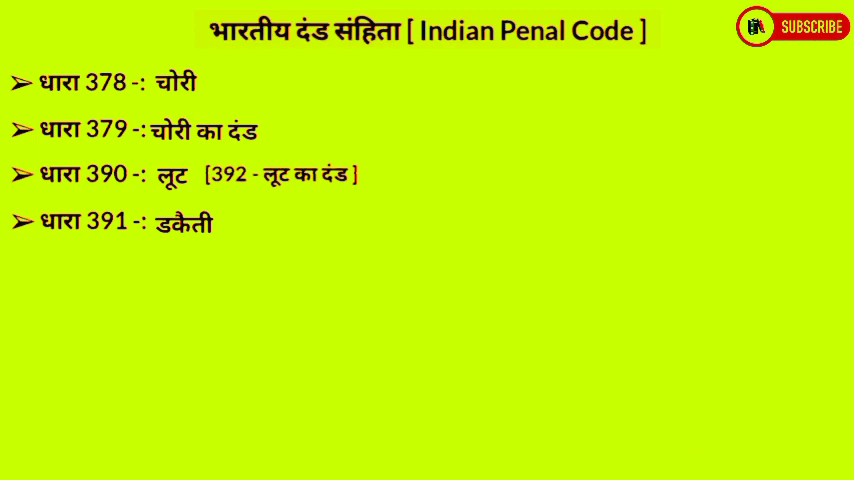 भारतीय दंड संहिता [ Indian Penal Code ]
SUBSCRIBE
➢ धारा 378 -: चोरी
➢ धारा 379 -: चोरी का दंड
➢ धारा 390 -: लूट [392 - लूट का दंड ]
➢ धारा 391 -: डकैती